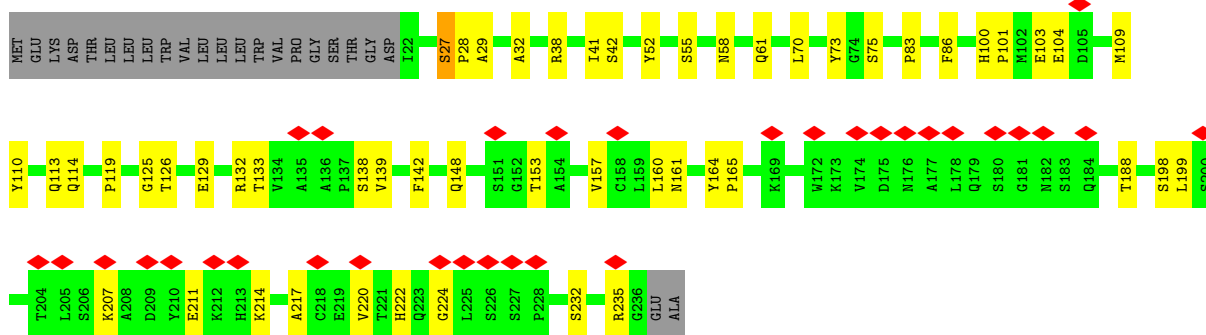 MET GLU LYS ASP THR LEU LEU LEU TRP VAL LEU LEU LEU TRP VAL PRO GLY SER THR GLY ASP I22 S27 P28 A29 A32 R38 I41 S42 Y52 S55 N58 Q61 L70 Y73 G74 S75 P83 F86 H100 P101 M102 E103 E104 D105 M109
Y110 Q113 Q114 P119 G125 T126 E129 R132 T133 V134 A135 A136 P137 S138 V139 F142 Q148 S151 G152 T153 A154 V157 C158 L159 L160 N161 Y164 P165 K169 W172 K173 V174 D175 N176 A177 L178 Q179 S180 G181 N182 S183 Q184 T188 S198 L199 S200
T204 L205 S206 K207 A208 D209 Y210 E211 K212 H213 K214 A217 C218 E219 V220 T221 H222 Q223 G224 L225 S226 S227 P228 S232 R235 G236 GLU ALA